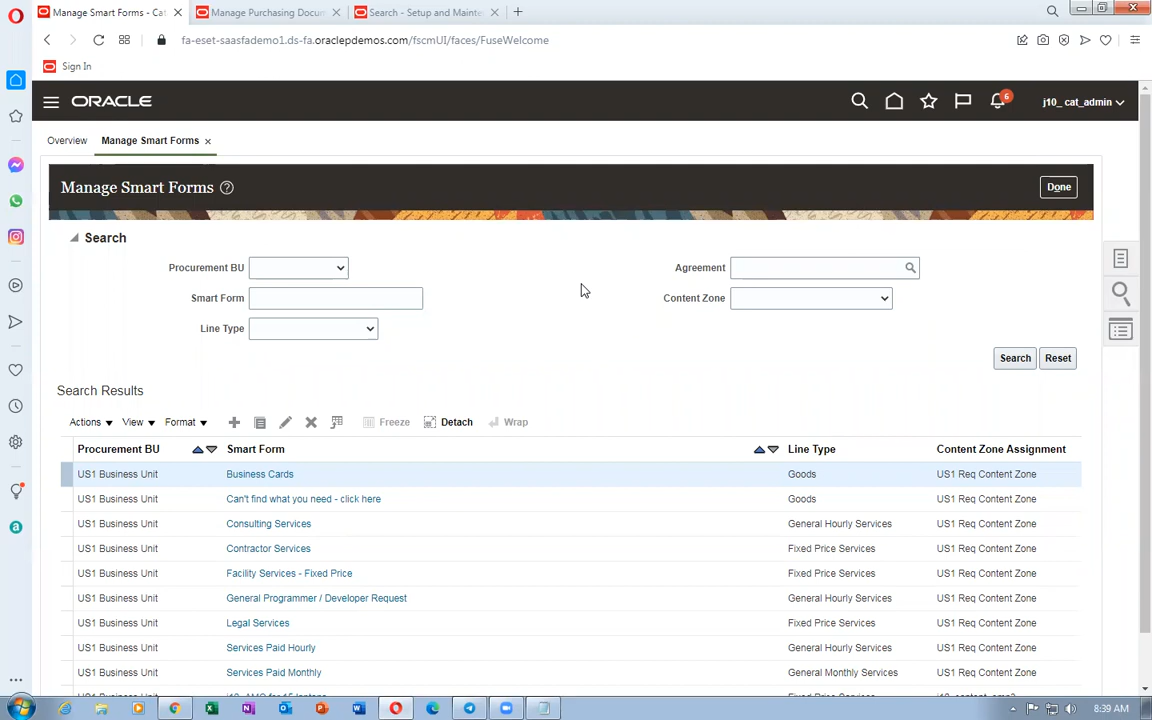 Manage Smart Forms - Cat
Manage Purchasing Docum
Search - Setup and Mainte
fa-eset-saasfademo1.ds-fa.oraclepdemos.com/fscmUI/faces/FuseWelcome
Sign In
ORACLE
6
j10_ cat_admin
Overview
Manage Smart Forms
Manage Smart Forms
Done
Search
Procurement BU
Agreement
Smart Form
Content Zone
Line Type
Search
Reset
Search Results
Actions
View
Format
Freeze
Detach
Wrap
Procurement BU
Smart Form
Line Type
Content Zone Assignment
US1 Business Unit
Business Cards
Goods
US1 Req Content Zone
US1 Business Unit
Can't find what you need - click here
Goods
US1 Req Content Zone
US1 Business Unit
Consulting Services
General Hourly Services
US1 Req Content Zone
US1 Business Unit
Contractor Services
Fixed Price Services
US1 Req Content Zone
US1 Business Unit
Facility Services - Fixed Price
Fixed Price Services
US1 Req Content Zone
US1 Business Unit
General Programmer / Developer Request
General Hourly Services
US1 Req Content Zone
US1 Business Unit
Legal Services
Fixed Price Services
US1 Req Content Zone
US1 Business Unit
Services Paid Hourly
General Hourly Services
US1 Req Content Zone
US1 Business Unit
Services Paid Monthly
General Monthly Services
US1 Req Content Zone
8:39 AM